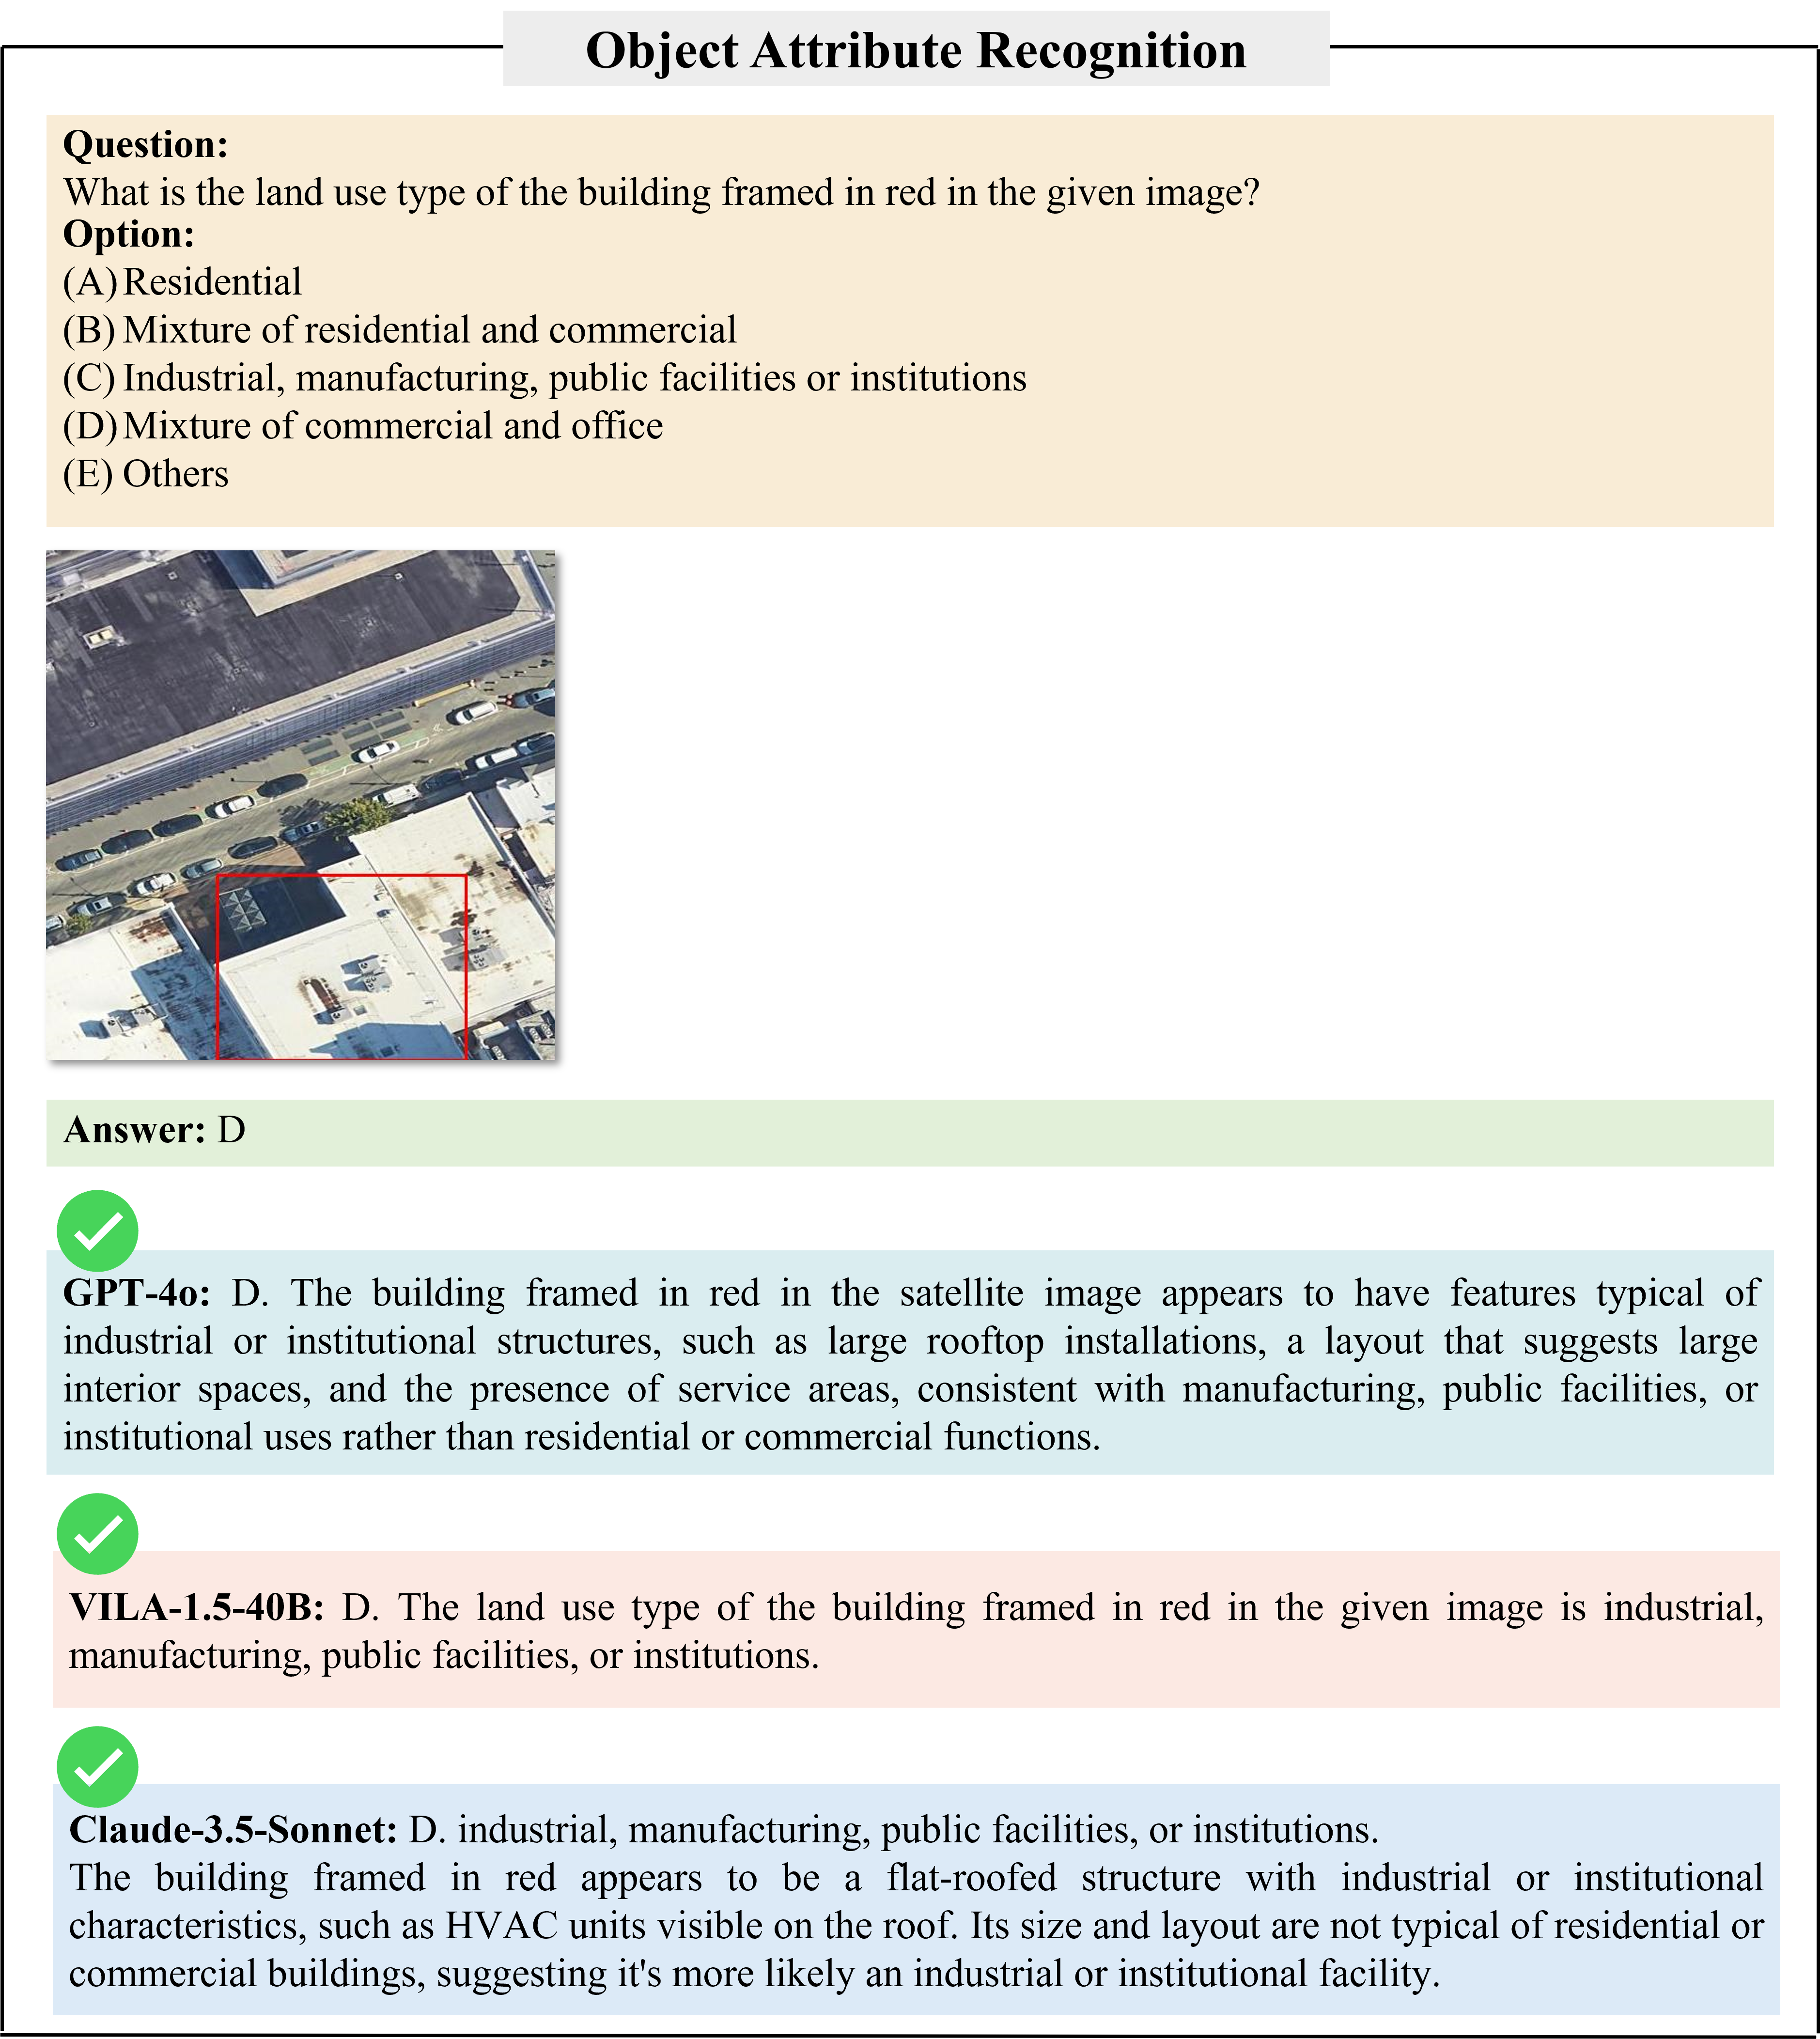 Object Attribute Recognition
Question:
What is the land use type of the building framed in red in the given image?
Option:
(A) Residential
(B) Mixture of residential and commercial
(C) Industrial, manufacturing, public facilities or institutions
(D) Mixture of commercial and office
(E) Others
Answer: D
GPT-4o: D. The building framed in red in the satellite image appears to have features typical of
industrial or institutional structures, such as large rooftop installations, a layout that suggests large
interior spaces, and the presence of service areas, consistent with manufacturing, public facilities, or
institutional uses rather than residential or commercial functions.
VILA-1.5-40B: D. The land use type of the building framed in red in the given image is industrial,
manufacturing, public facilities, or institutions.
Claude-3.5-Sonnet: D. industrial, manufacturing, public facilities, or institutions.
The building framed in red appears to be a flat-roofed structure with industrial or institutional
characteristics, such as HVAC units visible on the roof. Its size and layout are not typical of residential or
commercial buildings, suggesting it's more likely an industrial or institutional facility.